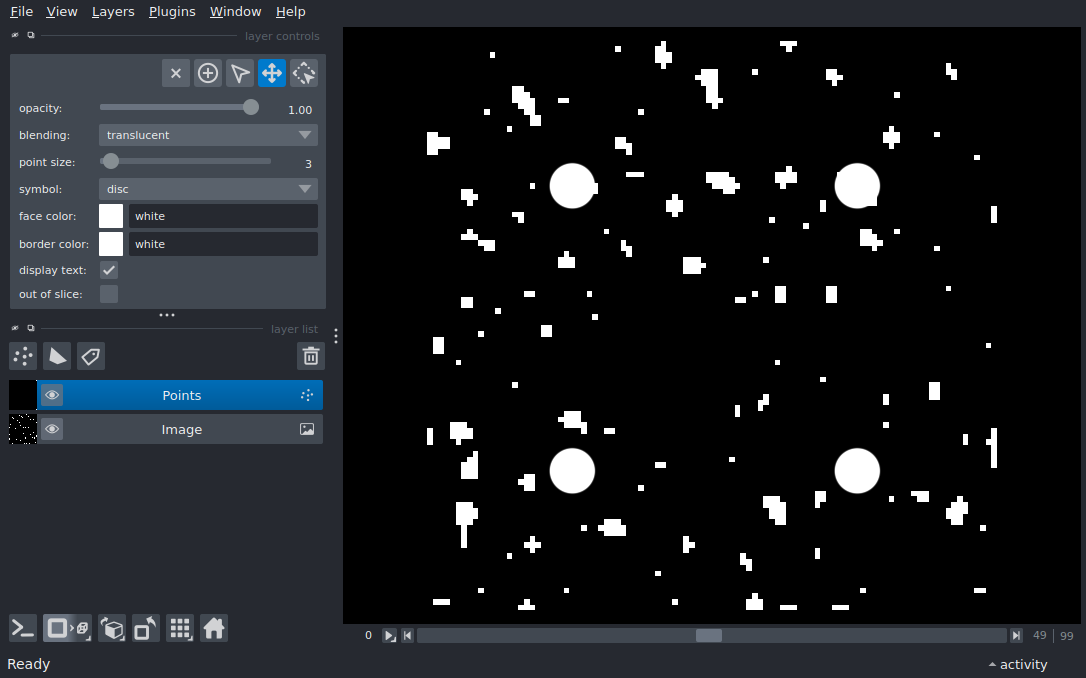 File View Layers Plugins Window Help
layer controls
opacity: 1.00
blending: translucent
point size: 3
symbol: disc
face color: white
border color: white
display text:
out of slice:
layer list
Points
Image
0 49 99
Ready activity